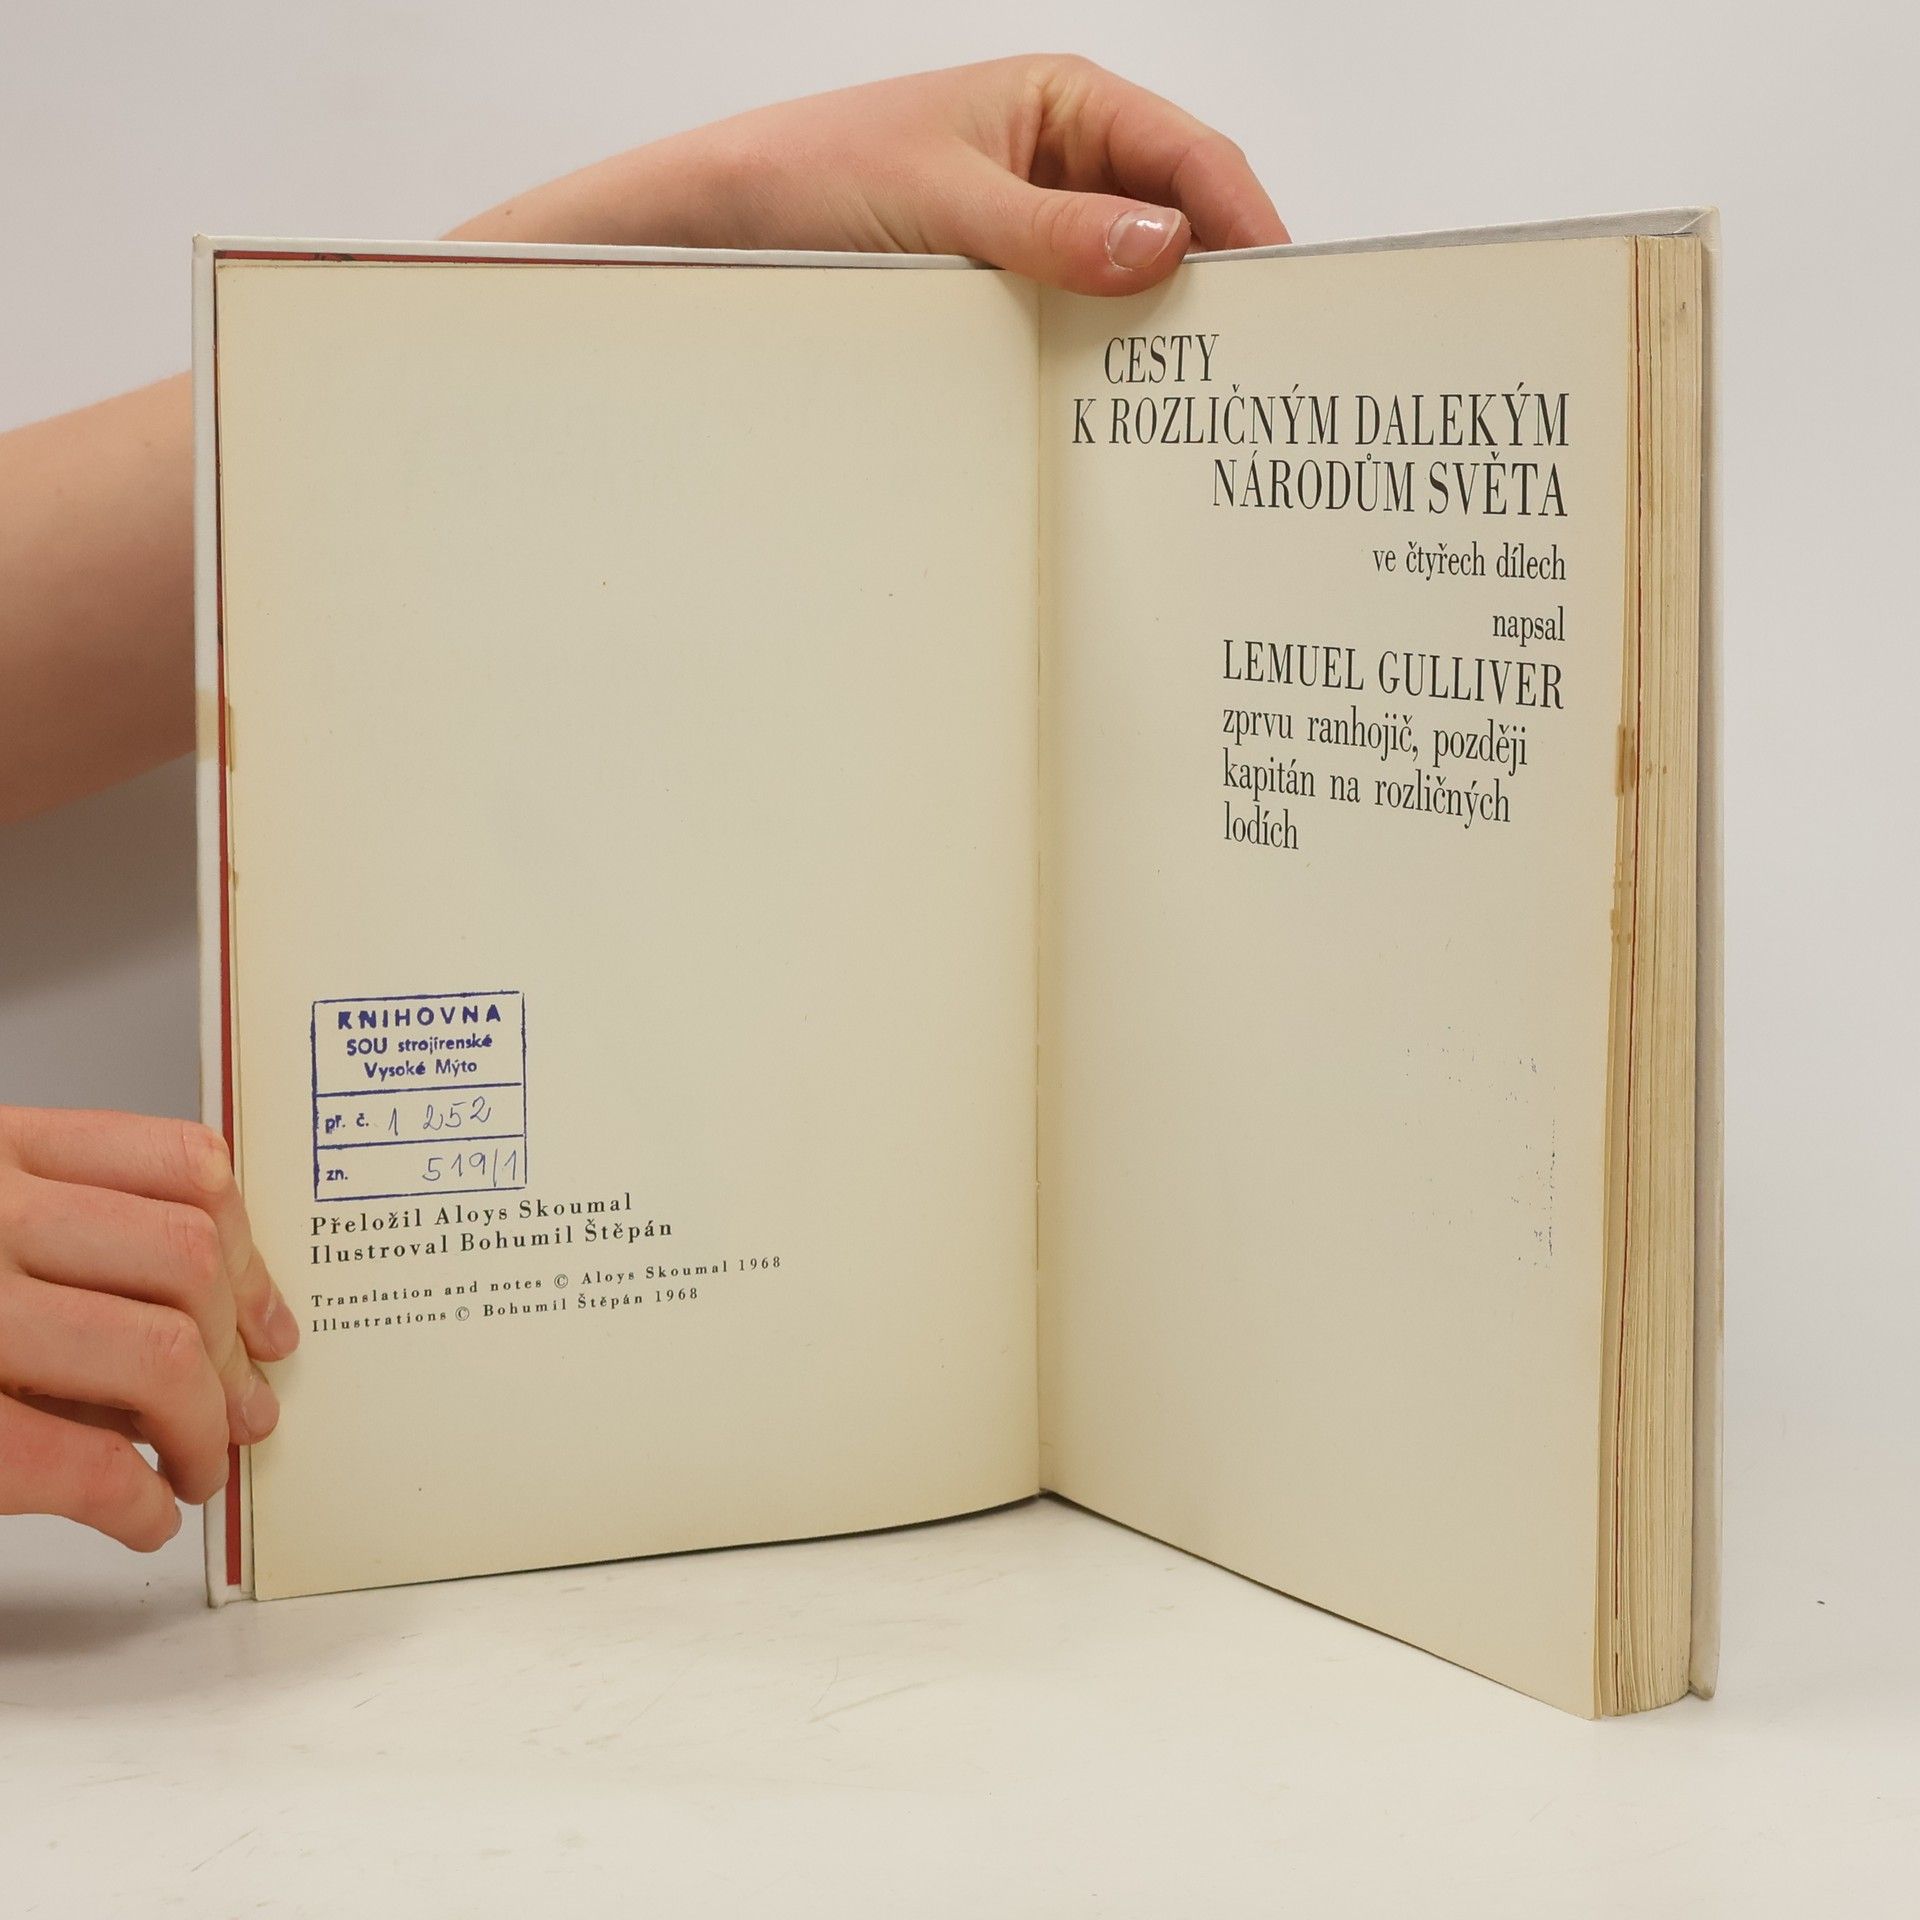 KNIHOVNA
SOU strojírenské
Vysoké Mýto
př. č. 1 252
zn. 519/1
Přeložil Aloys Skoumal
Ilustroval Bohumil Štěpán
Translation and notes © Aloys Skoumal 1968
Illustrations © Bohumil Štěpán 1968
CESTY
K ROZLIČNÝM DALEKÝM
NÁRODŮM SVĚTA
ve čtyřech dílech
napsal
LEMUEL GULLIVER
zprvu ranhojič, později
kapitán na rozličných
lodích